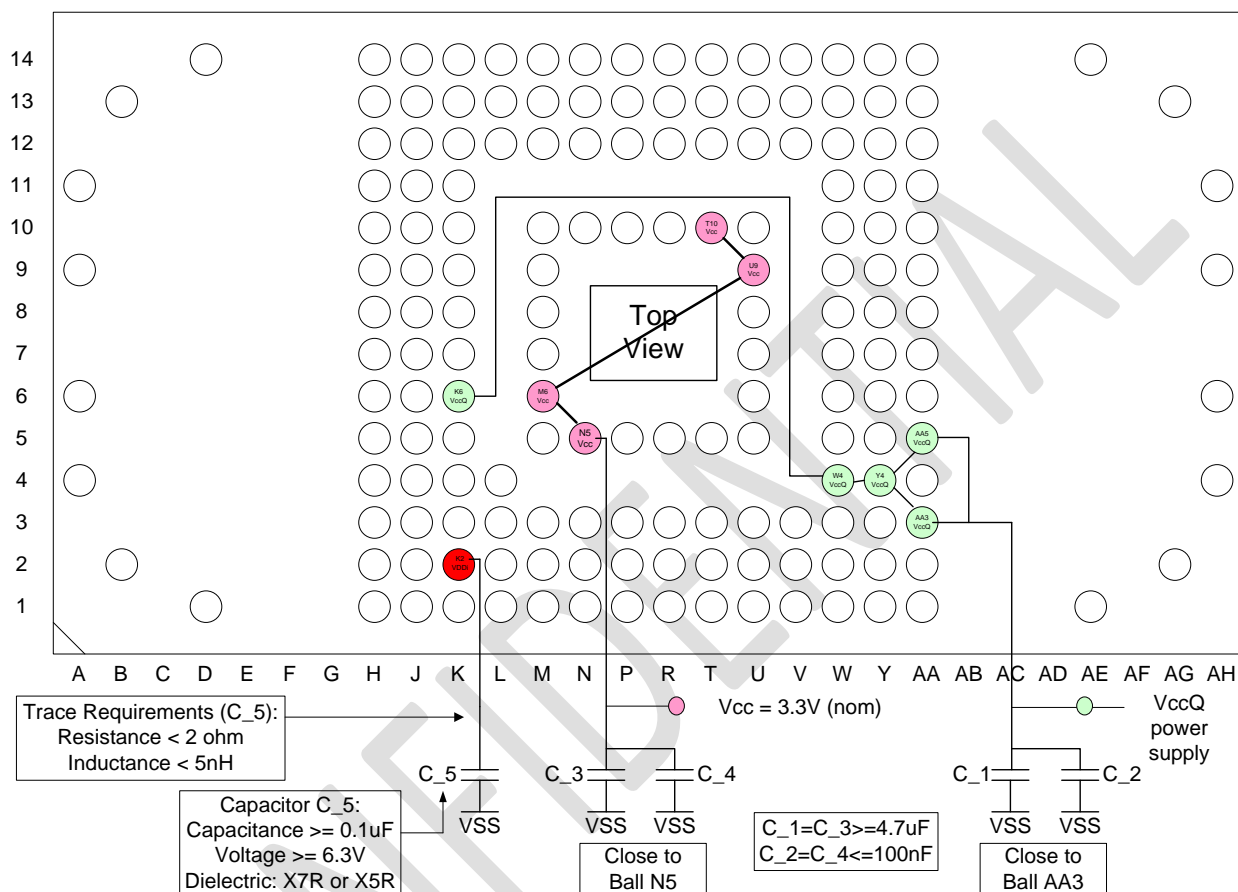 14
13
12
11
10
9
8
7
6
5
4
3
2
1
T10
Vcc
U9
Vcc
Top
View
K6
VccQ
M6
Vcc
N5
Vcc
AA5
VccQ
W4
VccQ
Y4
VccQ
AA3
VccQ
K2
NFIDENTIAL
A B C D E F G H J K L M N P R T U V W Y AA AB AC AD AE AF AG AH
Trace Requirements (C_5):
Resistance < 2 ohm
Inductance < 5nH
Vcc = 3.3V (nom)
VccQ
power
supply
C_5
C_3
C_4
C_1
C_2
Capacitor C_5:
Capacitance >= 0.1uF
Voltage >= 6.3V
Dielectric: X7R or X5R
VSS
VSS
VSS
VSS
VSS
Close to
Ball N5
C_1=C_3>=4.7uF
C_2=C_4<=100nF
Close to
Ball AA3